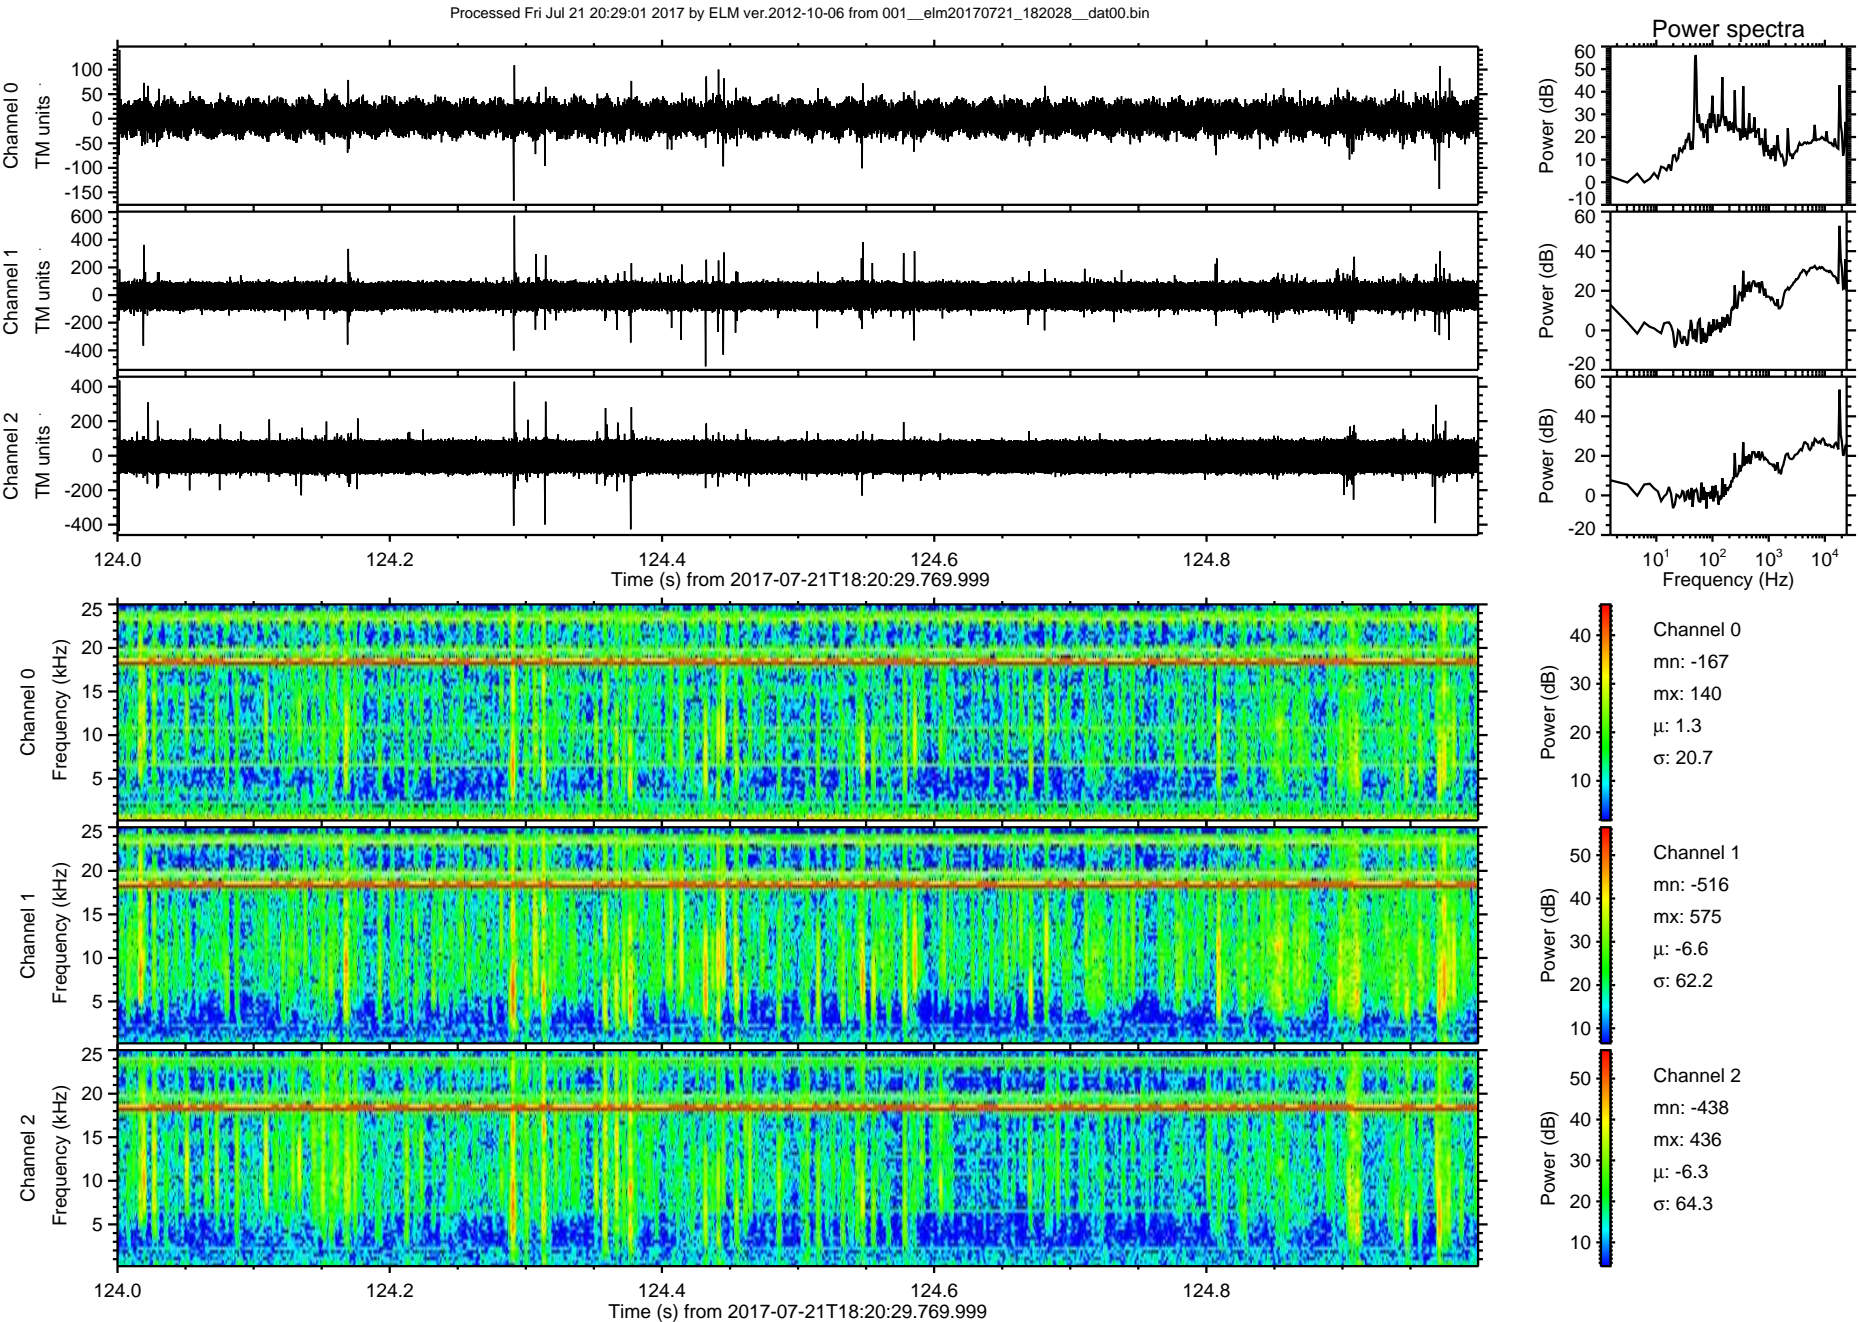 Processed Fri Jul 21 20:29:01 2017 by ELM ver.2012-10-06 from 001__elm20170721_182028__dat00.bin
Power spectra
Channel 0
TM units
100
50
0
-50
-100
-150
Power (dB)
60
50
40
30
20
10
0
-10
Channel 1
TM units
600
400
200
0
-200
-400
Power (dB)
60
40
20
0
-20
Channel 2
TM units
400
200
0
-200
-400
Power (dB)
60
40
20
0
-20
124.0 124.2 124.4 124.6 124.8
Time (s) from 2017-07-21T18:20:29.769.999
10¹ 10² 10³ 10⁴
Frequency (Hz)
Channel 0
Frequency (kHz)
25
20
15
10
5
Power (dB)
40
30
20
10
Channel 0
mn: -167
mx: 140
µ: 1.3
σ: 20.7
Channel 1
Frequency (kHz)
25
20
15
10
5
Power (dB)
50
40
30
20
10
Channel 1
mn: -516
mx: 575
µ: -6.6
σ: 62.2
Channel 2
Frequency (kHz)
25
20
15
10
5
Power (dB)
50
40
30
20
10
Channel 2
mn: -438
mx: 436
µ: -6.3
σ: 64.3
124.0 124.2 124.4 124.6 124.8
Time (s) from 2017-07-21T18:20:29.769.999